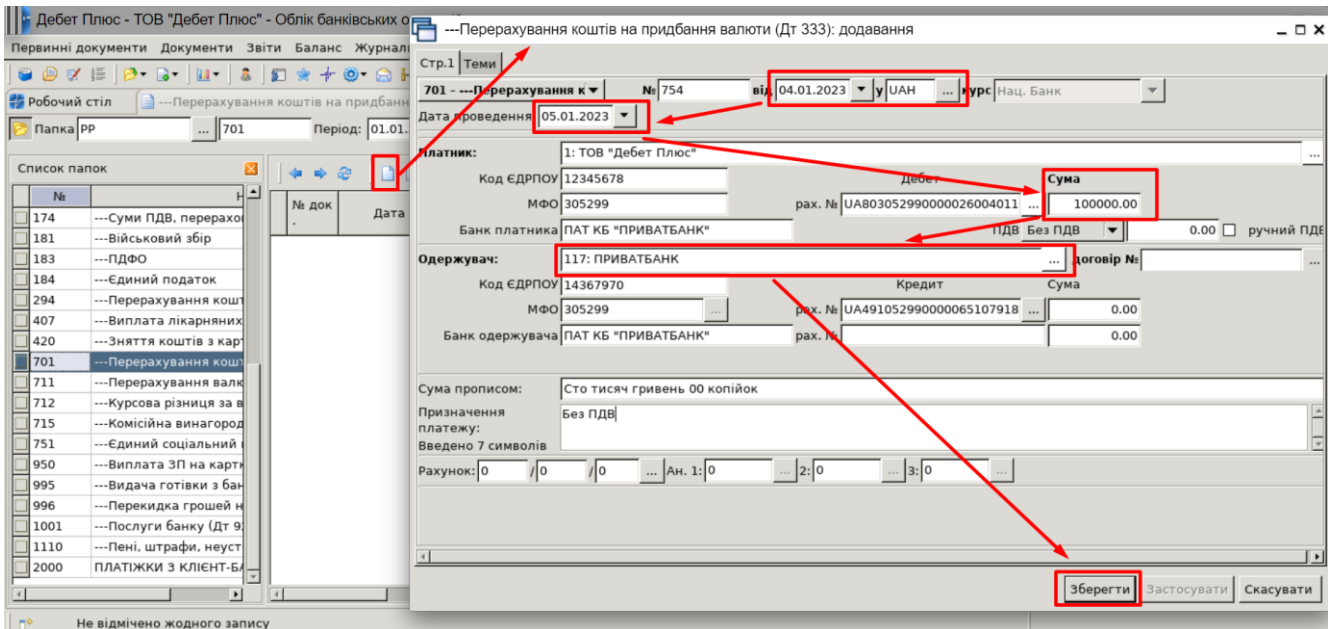 Дебет Плюс - ТОВ "Дебет Плюс" - Облік банківських о
---Перерахування коштів на придбання валюти (Дт 333): додавання
Первинні документи Документи Звіти Баланс Журнал
Стр.1 Теми
701 - ---Перерахування к № 754 від 04.01.2023 у UAH ... курс Нац. Банк
Робочий стіл ---Перерахування коштів на придбанн
Дата проведення 05.01.2023
Папка PP ... 701 Період: 01.01.
Платник: 1: ТОВ "Дебет Плюс" ...
Список папок
Код ЄДРПОУ 12345678 Дебет Сума
№ Н
№ док. Дата
МФО 305299 рах. № UA803052990000026004011 ... 100000.00
Банк платника ПАТ КБ "ПРИВАТБАНК" ПДВ Без ПДВ 0.00 ручний ПДВ
Одержувач: 117: ПРИВАТБАНК ... договір № ...
Код ЄДРПОУ 14367970 Кредит Сума
МФО 305299 ... рах. № UA491052990000065107918 ... 0.00
Банк одержувача ПАТ КБ "ПРИВАТБАНК" рах. № 0.00
Сума прописом: Сто тисяч гривень 00 копійок
Призначення платежу: Без ПДВ
Введено 7 символів
Рахунок: 0 / 0 / 0 ... Ан. 1: 0 ... 2: 0 ... 3: 0 ...
174 ---Суми ПДВ, перерахо
181 ---Військовий збір
183 ---ПДФО
184 ---Єдиний податок
294 ---Перерахування кошт
407 ---Виплата лікарняних
420 ---Зняття коштів з карт
701 ---Перерахування кошт
711 ---Перерахування валю
712 ---Курсова різниця за в
715 ---Комісійна винагород
751 ---Єдиний соціальний
950 ---Виплата ЗП на картк
995 ---Видача готівки з бан
996 ---Перекидка грошей н
1001 ---Послуги банку (Дт 9
1110 ---Пені, штрафи, неуст
2000 ПЛАТІЖКИ З КЛІЄНТ-БА
Зберегти Застосувати Скасувати
Не відмічено жодного запису